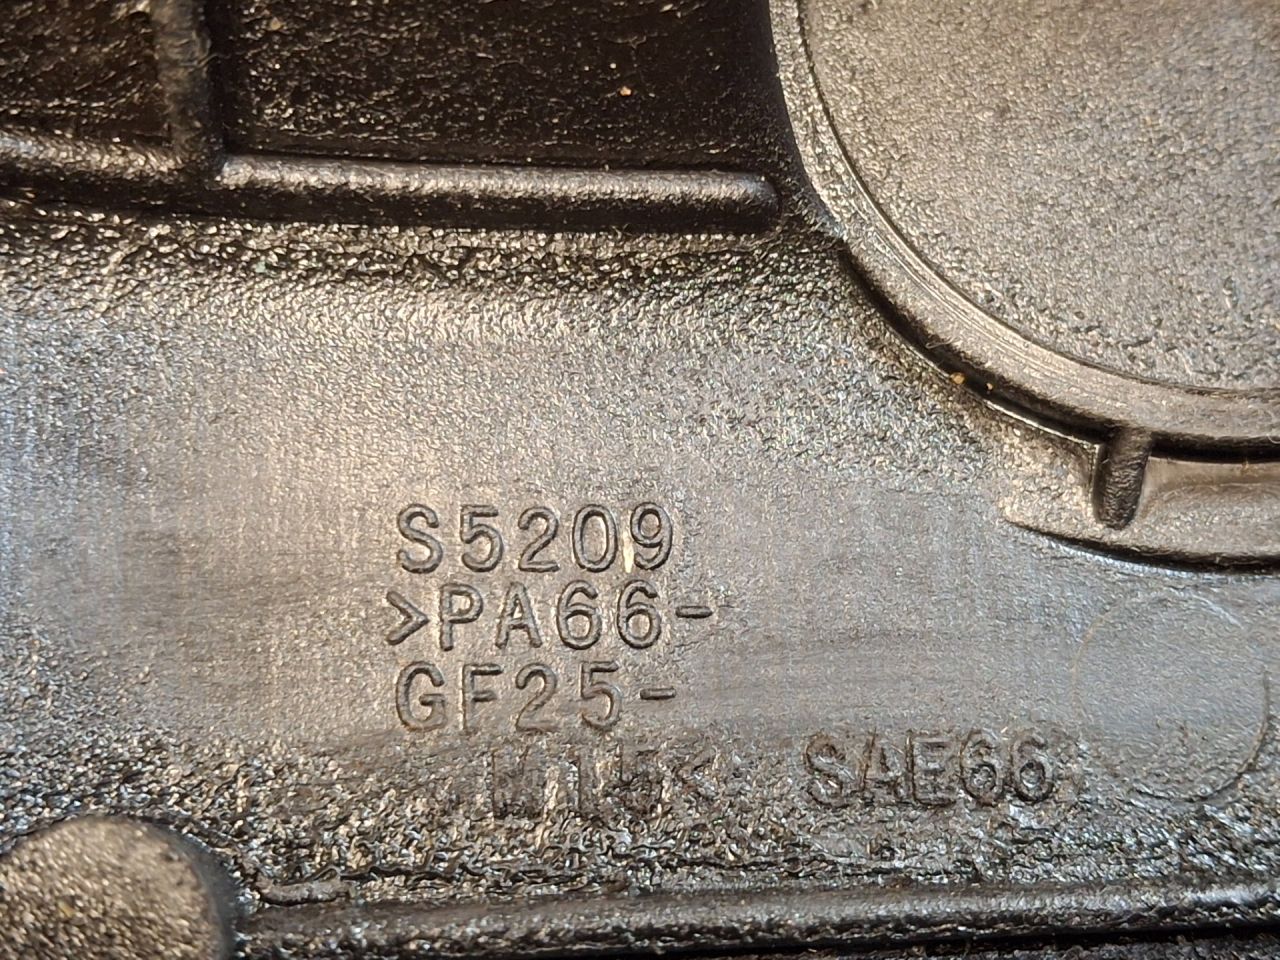 S5209
>PA66-
GF25-
M15< SAE66